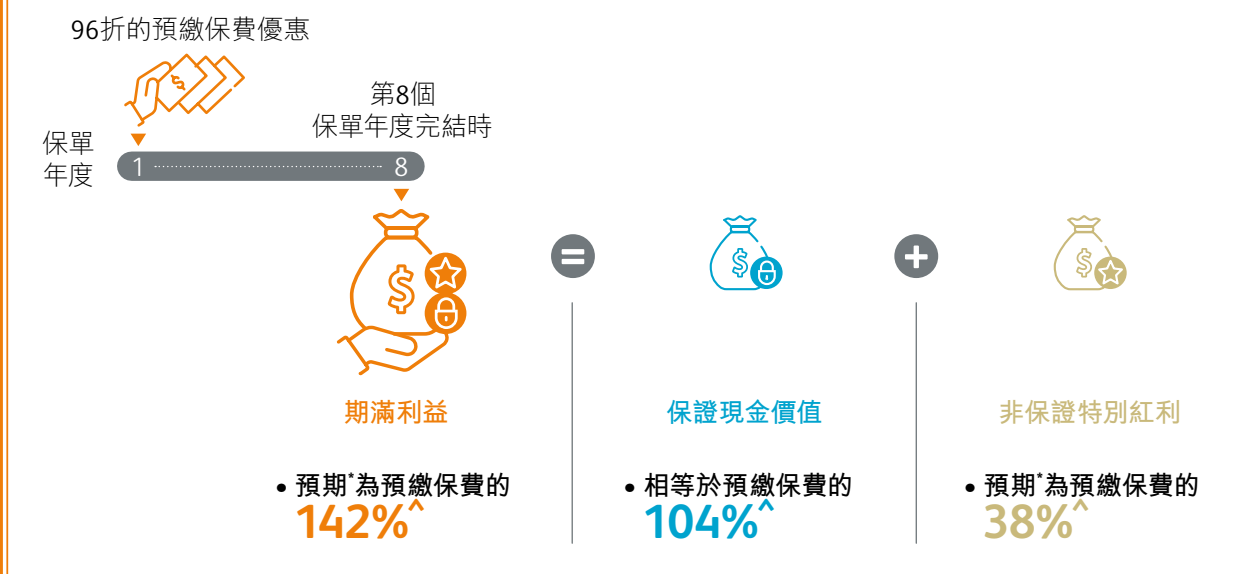 96折的預繳保費優惠
第8個
保單年度完結時
保單
年度
1
8
期滿利益
保證現金價值
非保證特別紅利
• 預期*為預繳保費的
142%^
• 相等於預繳保費的
104%^
• 預期*為預繳保費的
38%^